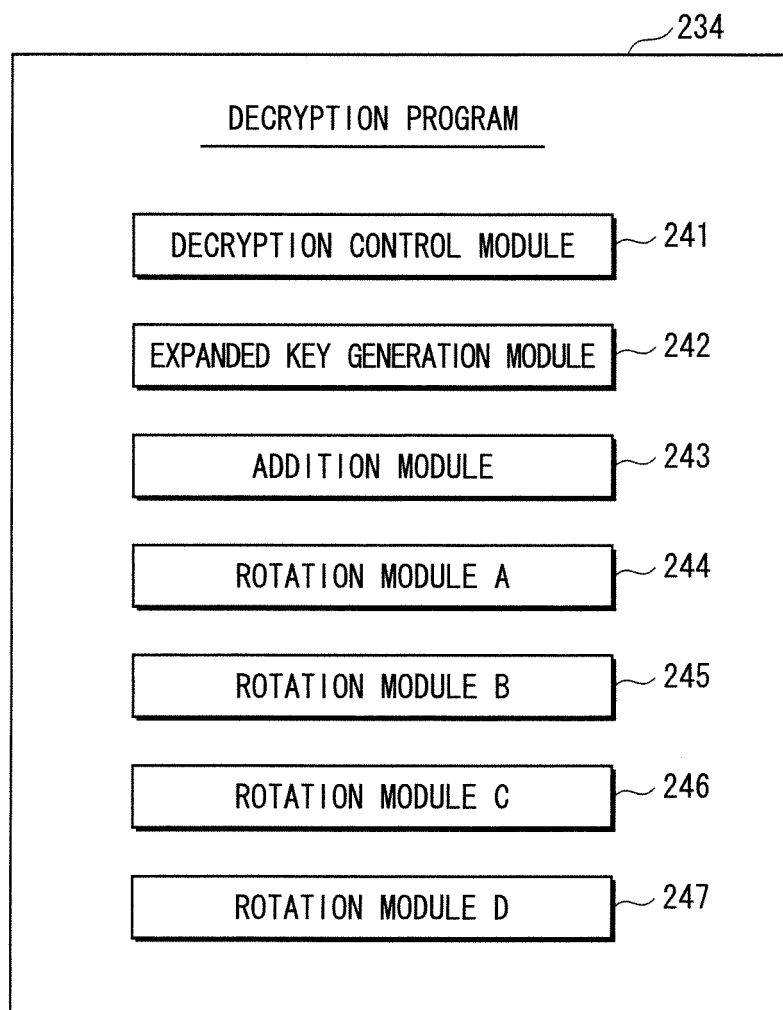 234
DECRYPTION PROGRAM
DECRYPTION CONTROL MODULE 241
EXPANDED KEY GENERATION MODULE 242
ADDITION MODULE 243
ROTATION MODULE A 244
ROTATION MODULE B 245
ROTATION MODULE C 246
ROTATION MODULE D 247